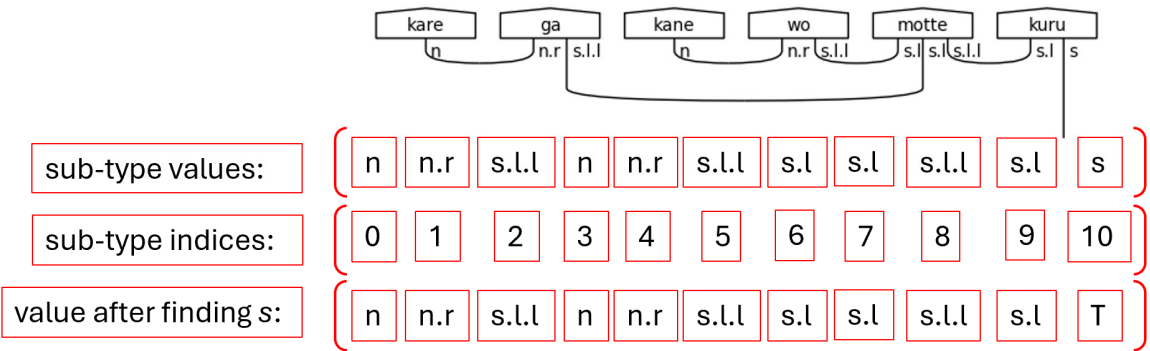 kare ga kane wo motte kuru
n n.r s.l.l n n.r s.l.l s.l s.l s.l.l s.l s
sub-type values: n n.r s.l.l n n.r s.l.l s.l s.l s.l.l s.l s
sub-type indices: 0 1 2 3 4 5 6 7 8 9 10
value after finding s: n n.r s.l.l n n.r s.l.l s.l s.l s.l.l s.l T